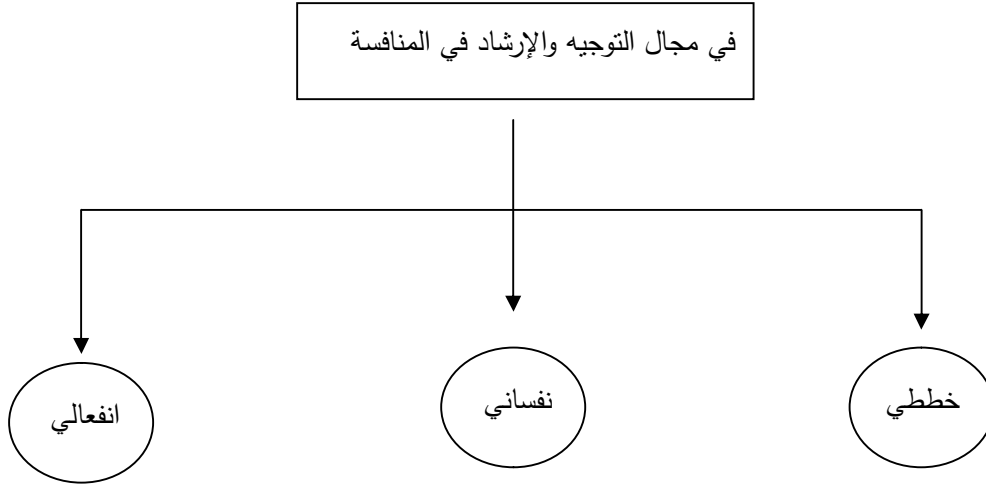 في مجال التوجيه والإرشاد في المنافسة
خططي
نفساني
انفعالي